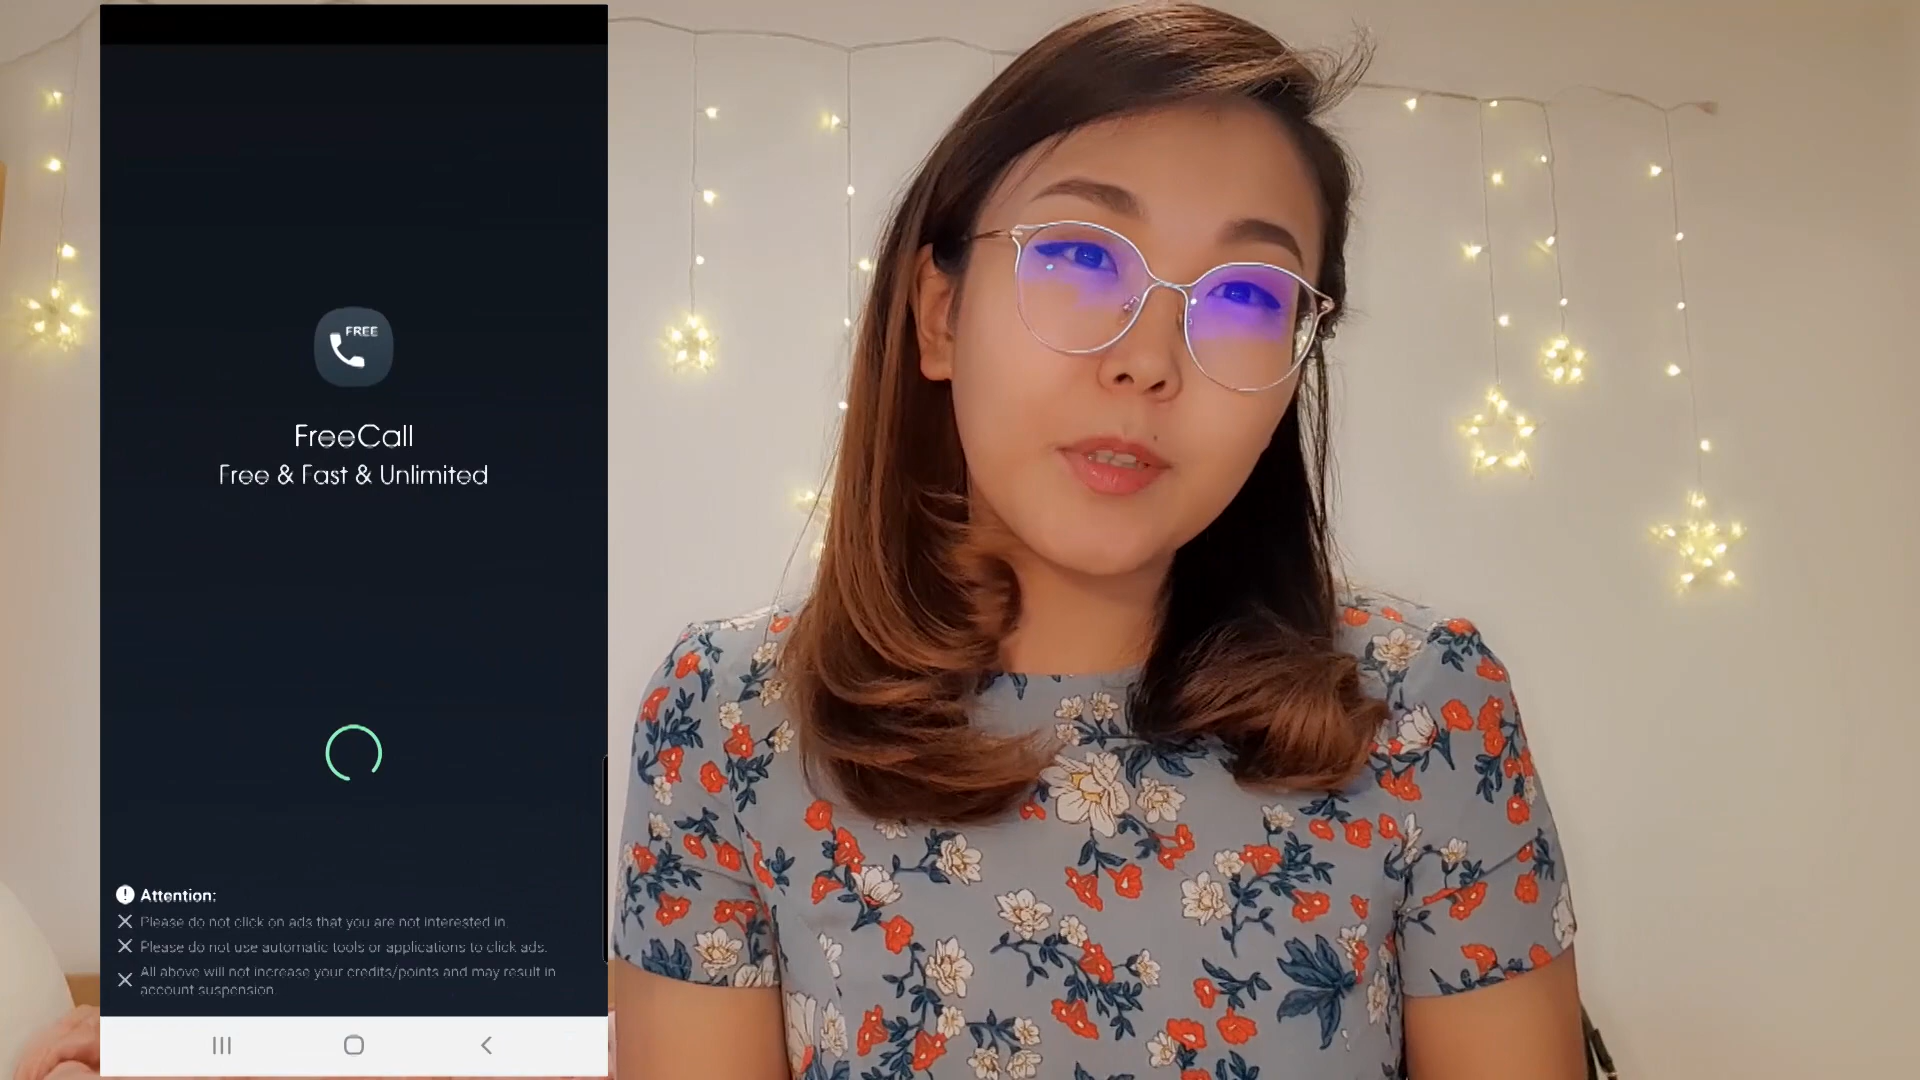 FREE
FreeCall
Free & Fast & Unlimited
Attention:
Please do not click on ads that you are not interested in.
Please do not use automatic tools or applications to click ads.
All above will not increase your credits/points and may result in
account suspension.